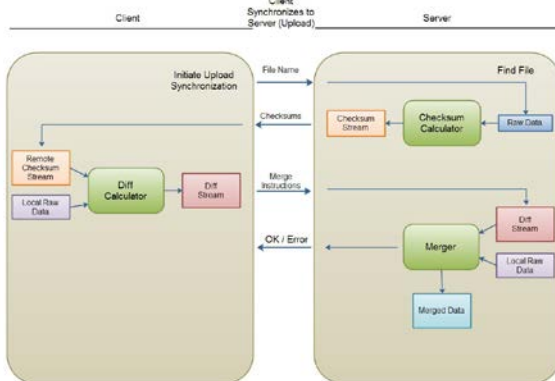 Client
Synchronizes to
Server (Upload)
Client
Server
Initiate Upload
Synchronization
File Name
Find File
Checksums
Checksum
Stream
Checksum
Calculator
Raw Data
Remote
Checksum
Stream
Local Raw
Data
Diff
Calculator
Diff
Stream
Merge
Instructions
Diff
Stream
OK / Error
Merger
Local Raw
Data
Merged Data